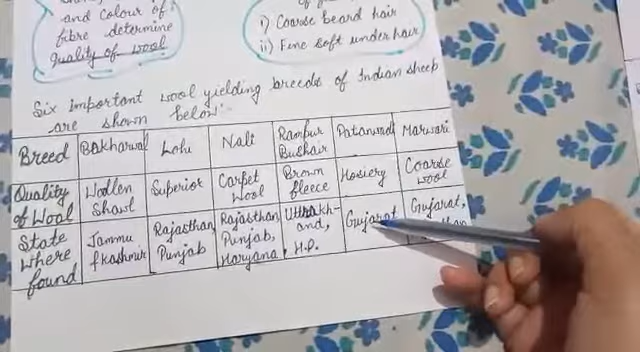 and colour of
fibre determine
quality of wool
i) Coarse beard hair
ii) Fine soft under hair
Six important wool yielding breeds of Indian sheep
are shown below:-
Breed Bakharwal Lohi Nali Rampur Bulhair Patanwadi Marwari
Quality of Wool Woollen Shawl Superior Carpet Wool Brown fleece Hosiery Coarse wool
State where found Jammu & Kashmir Rajasthan Punjab Rajasthan, Punjab, Haryana Uttrakh-and, H.P. Gujarat Gujarat,